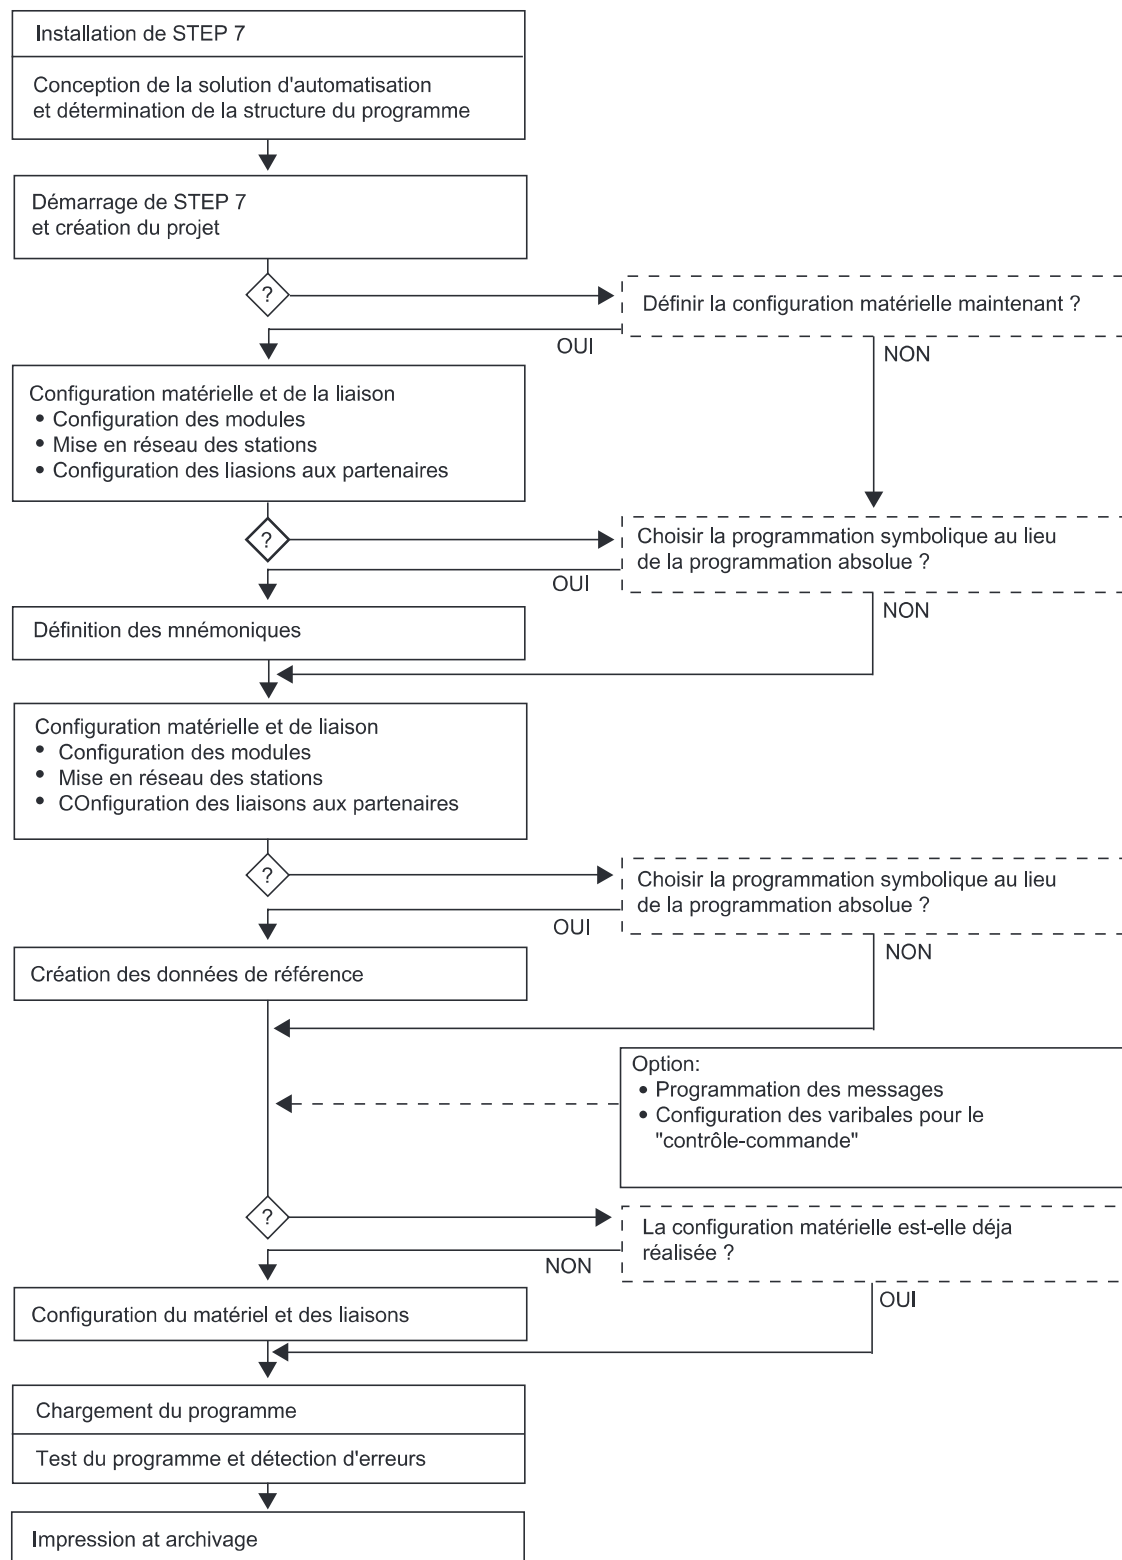 Installation de STEP 7
Conception de la solution d'automatisation
et détermination de la structure du programme
Démarrage de STEP 7
et création du projet
?
Définir la configuration matérielle maintenant ?
OUI
NON
Configuration matérielle et de la liaison
• Configuration des modules
• Mise en réseau des stations
• Configuration des liasions aux partenaires
?
Choisir la programmation symbolique au lieu
de la programmation absolue ?
OUI
NON
Définition des mnémoniques
Configuration matérielle et de liaison
• Configuration des modules
• Mise en réseau des stations
• COnfiguration des liaisons aux partenaires
?
Choisir la programmation symbolique au lieu
de la programmation absolue ?
OUI
NON
Création des données de référence
Option:
• Programmation des messages
• Configuration des varibales pour le
"contrôle-commande"
?
La configuration matérielle est-elle déja
réalisée ?
NON
OUI
Configuration du matériel et des liaisons
Chargement du programme
Test du programme et détection d'erreurs
Impression at archivage